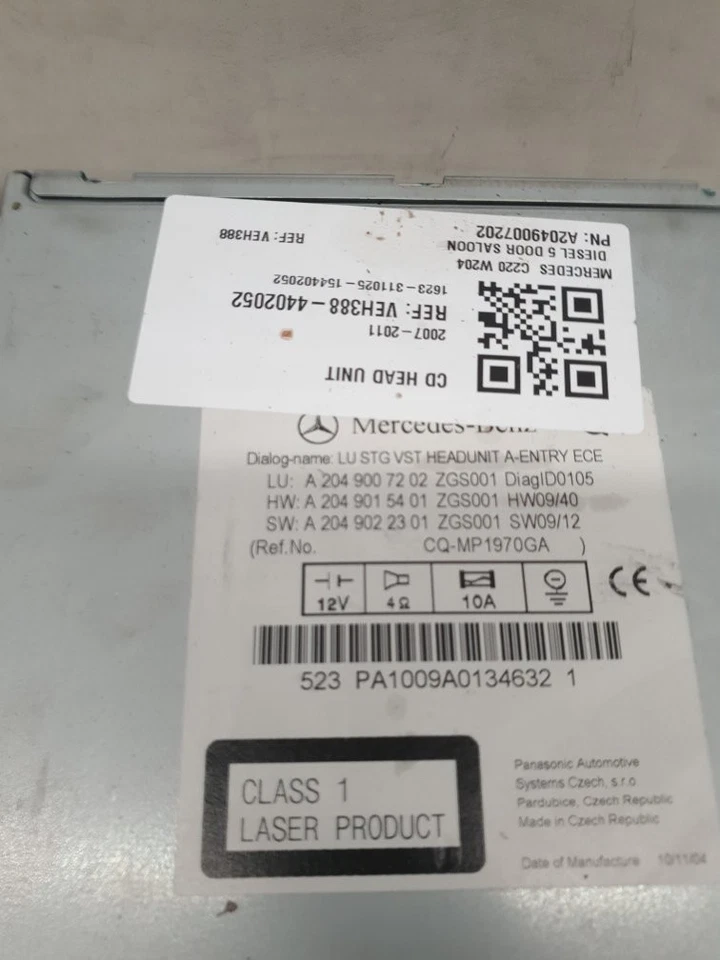 CD HEAD UNIT
2007-2011
REF: VEH388-4402052
1623-311025-154402052
MERCEDES C220 W204
DIESEL 5 DOOR SALOON
PN: A2049007202
REF: VEH388
Mercedes-Benz
Dialog-name: LU STG VST HEADUNIT A-ENTRY ECE
LU: A 204 900 72 02 ZGS001 DiagID0105
HW: A 204 901 54 01 ZGS001 HW09/40
SW: A 204 902 23 01 ZGS001 SW09/12
(Ref.No. CQ-MP1970GA )
12V 4Ω 10A
CE
523 PA1009A0134632 1
CLASS 1
LASER PRODUCT
Panasonic Automotive
Systems Czech, s.r.o
Pardubice, Czech Republic
Made in Czech Republic
Date of Manufacture 10/11/04